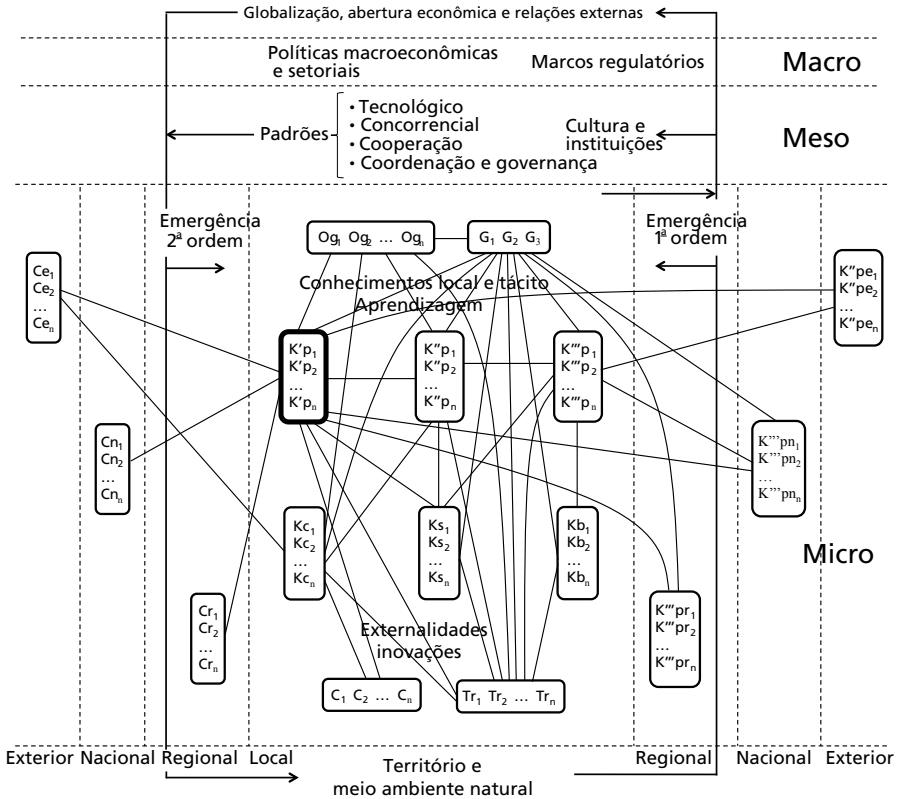 Globalização, abertura econômica e relações externas
Políticas macroeconômicas
e setoriais
Marcos regulatórios
Macro
Padrões
• Tecnológico
• Concorrencial
• Cooperação
• Coordenação e governança
Cultura e
instituições
Meso
Emergência
2ª ordem
Emergência
1ª ordem
Og1 Og2 ... Ogn
G1 G2 G3
Conhecimentos local e tácito
Aprendizagem
Ce1
Ce2
...
Cen
K"pe1
K"pe2
...
K"pen
K'p1
K'p2
...
K'pn
K"p1
K"p2
...
K"pn
K'"p1
K'"p2
...
K'"pn
Cn1
Cn2
...
Cnn
K"'pn1
K"'pn2
...
K"'pnn
Kc1
Kc2
...
Kcn
Ks1
Ks2
...
Ksn
Kb1
Kb2
...
Kbn
Micro
Cr1
Cr2
...
Crn
K'"pr1
K'"pr2
...
K'"prn
Externalidades
inovações
C1 C2 ... Cn
Tr1 Tr2 ... Trn
Exterior
Nacional
Regional
Local
Território e
meio ambiente natural
Regional
Nacional
Exterior